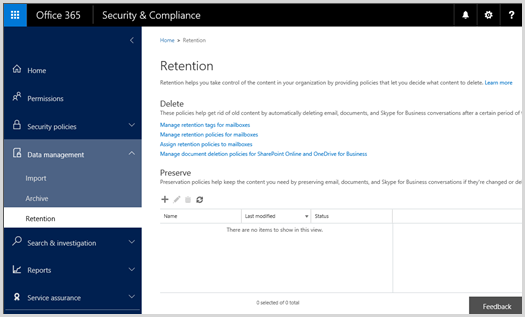 Office 365 Security & Compliance ?
Home
Permissions
Security policies
Data management
Import
Archive
Retention
Search & investigation
Reports
Service assurance
Home > Retention
Retention
Retention helps you take control of the content in your organization by providing policies that let you decide what content to delete. Learn more
Delete
These policies help get rid of old content by automatically deleting email, documents, and Skype for Business conversations after a certain period of
Manage retention tags for mailboxes
Manage retention policies for mailboxes
Assign retention policies to mailboxes
Manage document deletion policies for SharePoint Online and OneDrive for Business
Preserve
Preservation policies help keep the content you need by preserving email, documents, and Skype for Business conversations if they're changed or
Name Last modified Status
There are no items to show in this view.
0 selected of 0 total
Feedback